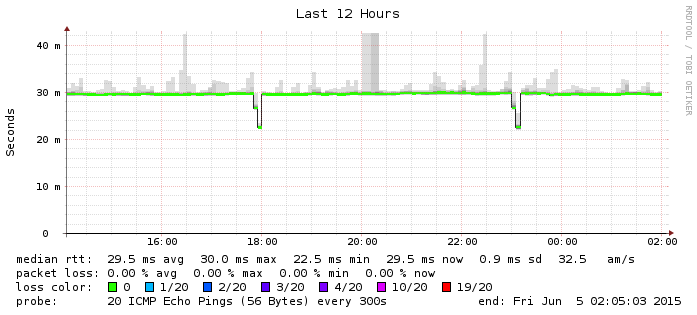 Last 12 Hours
RRDTOOL / TOBI OETIKER
Seconds
40 m
30 m
20 m
10 m
0
16:00 18:00 20:00 22:00 00:00 02:00
median rtt: 29.5 ms avg 30.0 ms max 22.5 ms min 29.5 ms now 0.9 ms sd 32.5 am/s
packet loss: 0.00 % avg 0.00 % max 0.00 % min 0.00 % now
loss color: 0 1/20 2/20 3/20 4/20 10/20 19/20
probe: 20 ICMP Echo Pings (56 Bytes) every 300s end: Fri Jun 5 02:05:03 2015